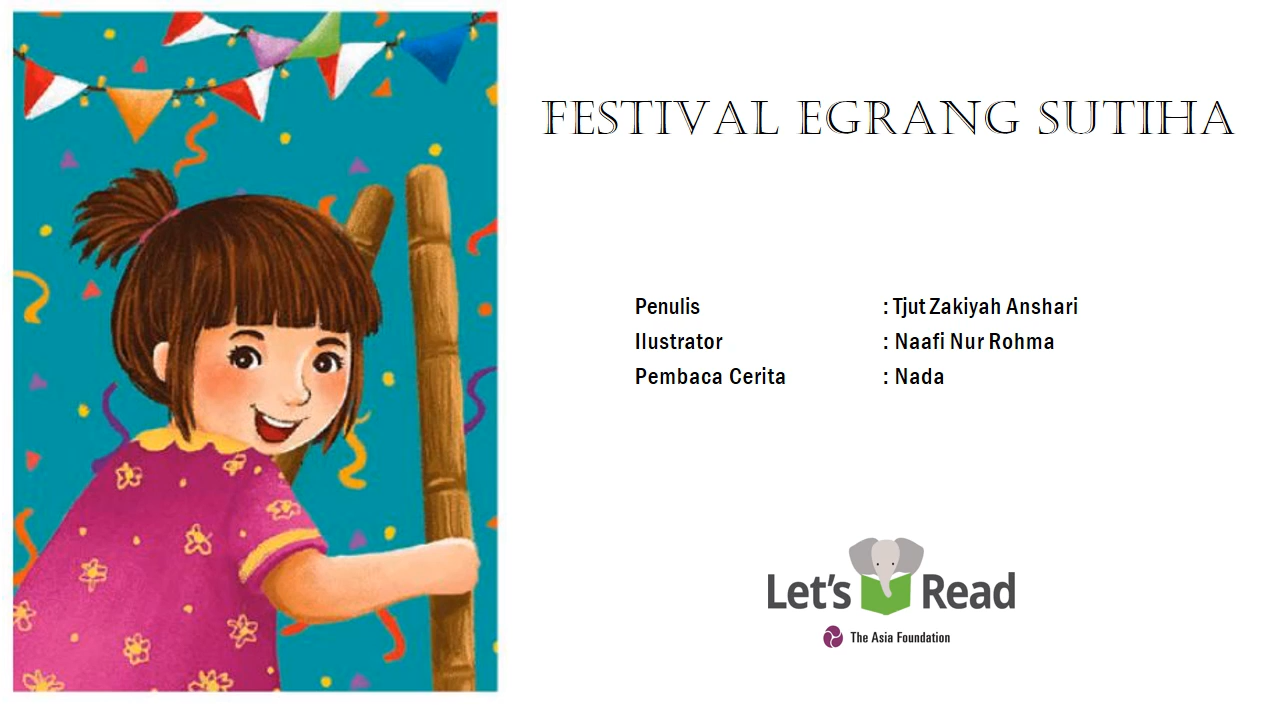 FESTIVAL EGRANG SUTIHA
Penulis : Tjut Zakiyah Anshari
Ilustrator : Naafi Nur Rohma
Pembaca Cerita : Nada
Let's Read
The Asia Foundation